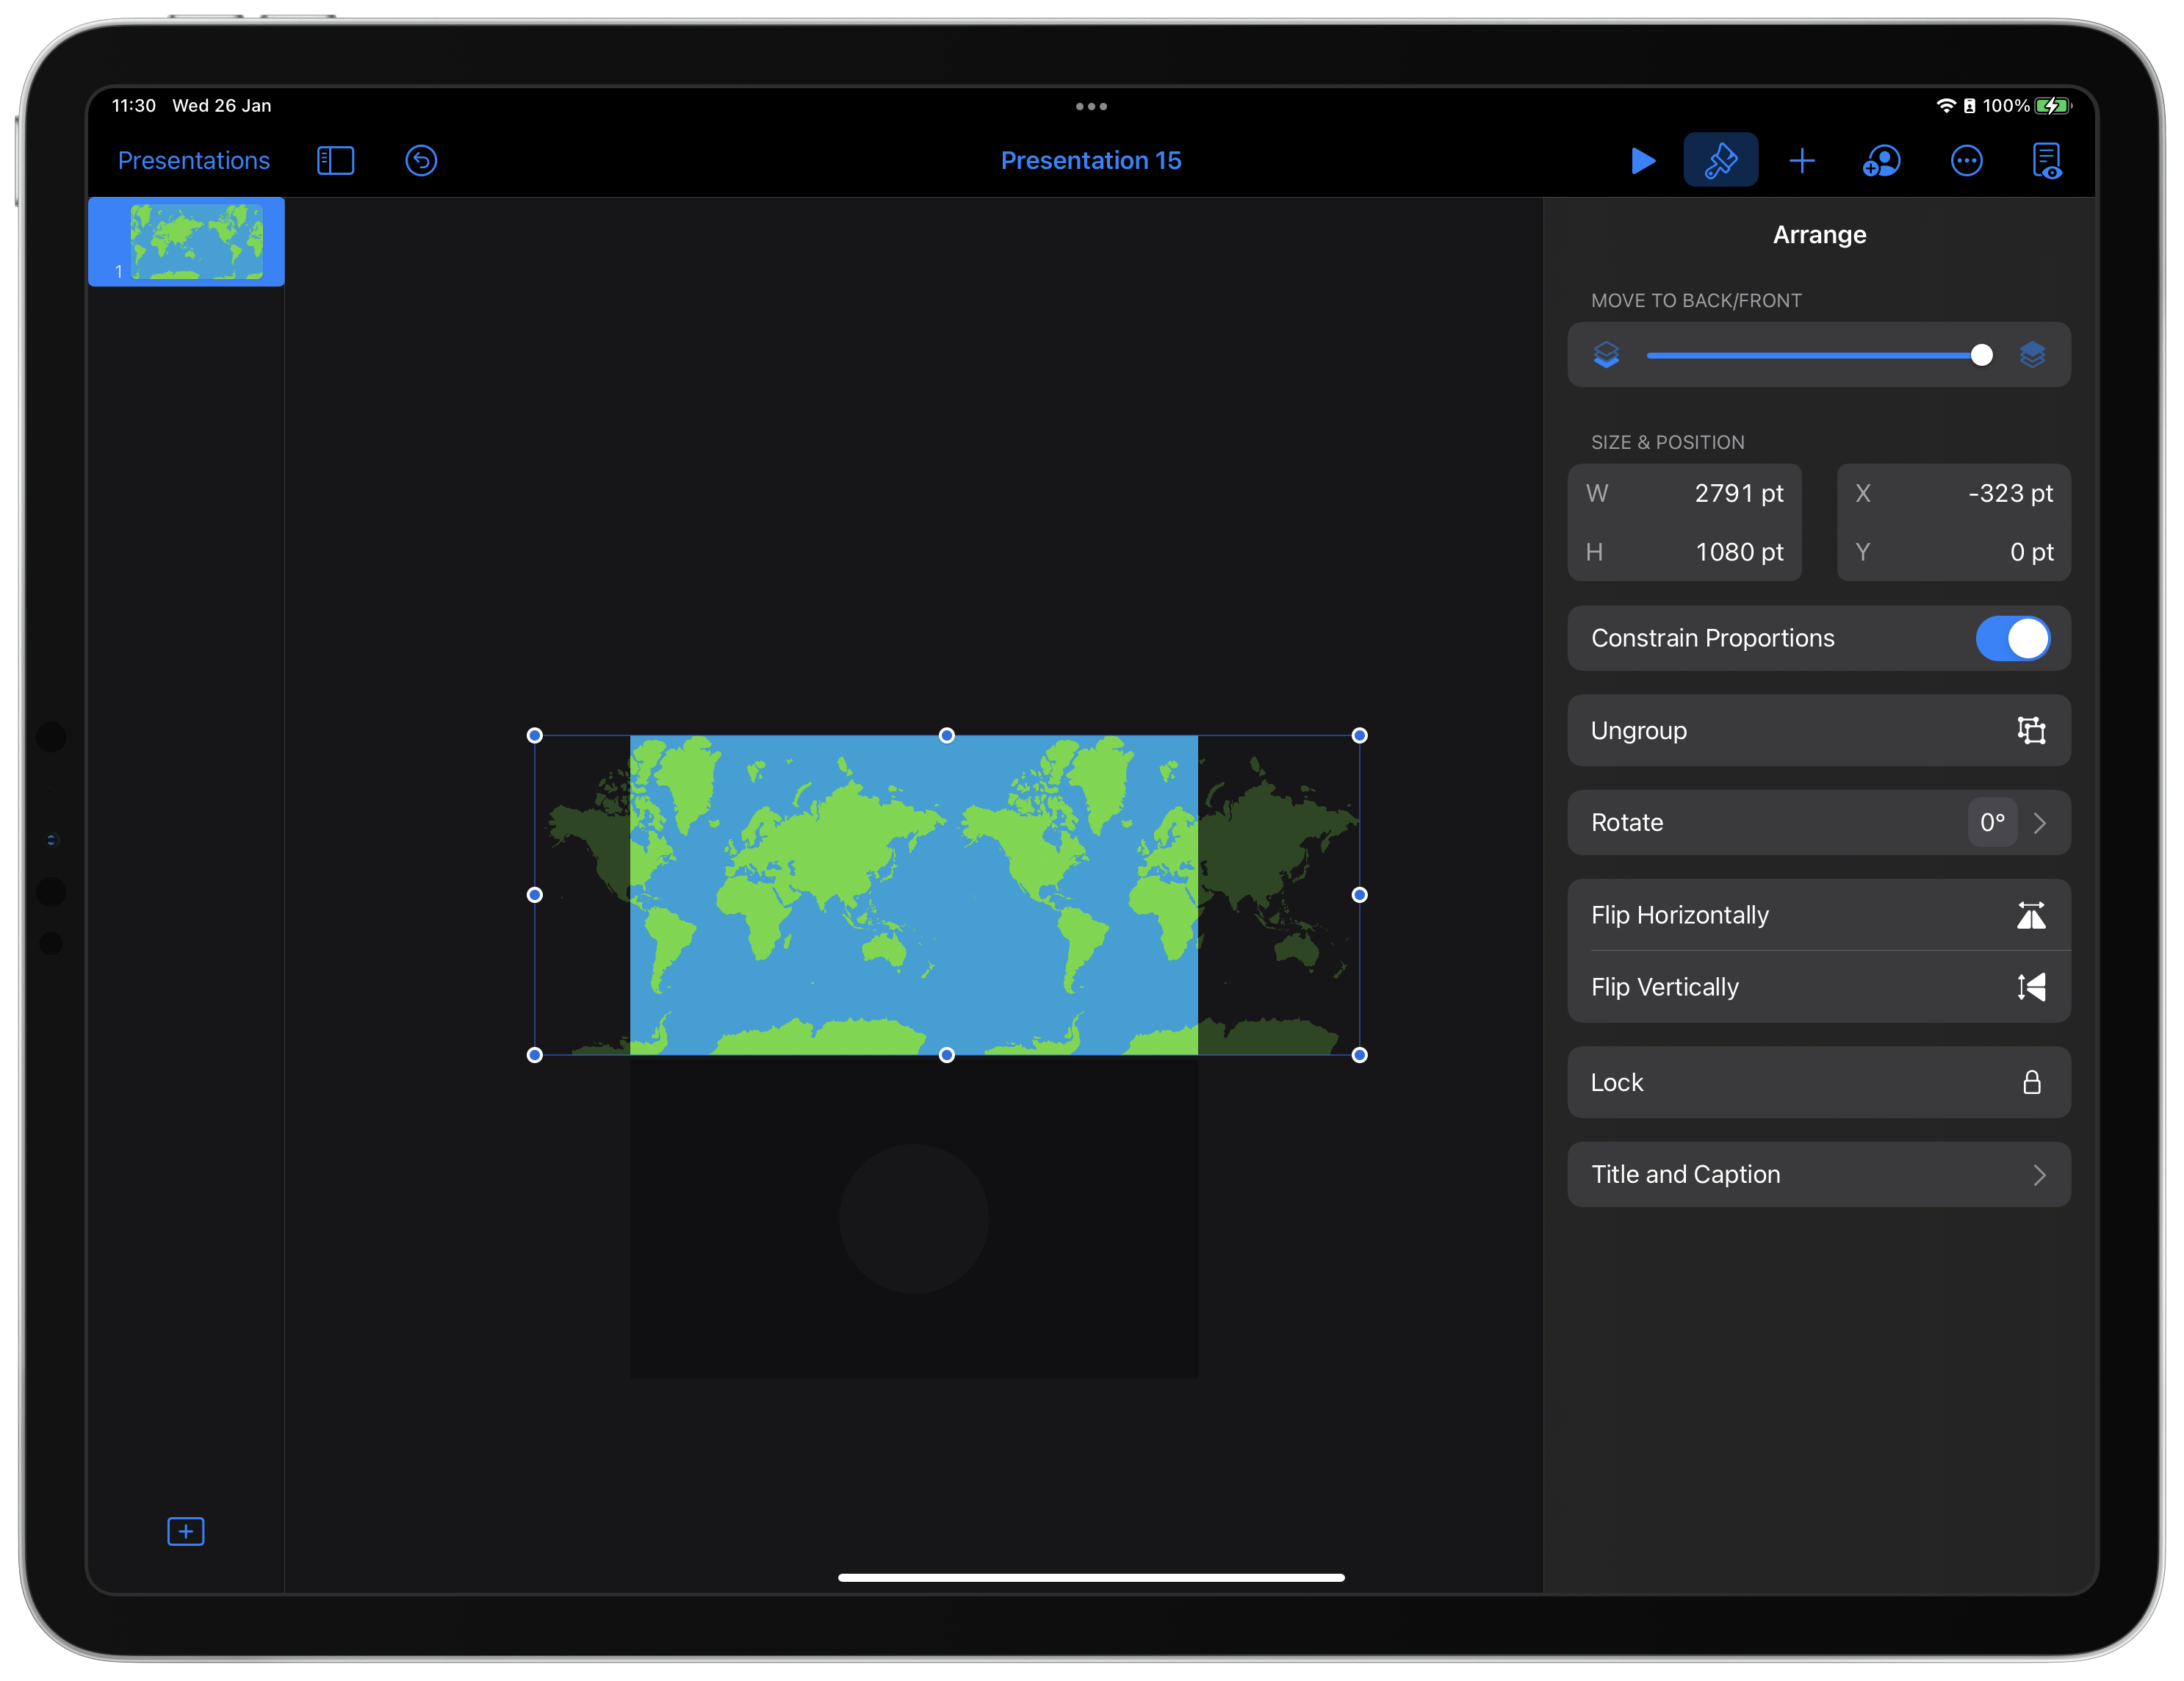 11:30 Wed 26 Jan
100%
Presentations
Presentation 15
1
Arrange
MOVE TO BACK/FRONT
SIZE & POSITION
W 2791 pt
X -323 pt
H 1080 pt
Y 0 pt
Constrain Proportions
Ungroup
Rotate 0°
Flip Horizontally
Flip Vertically
Lock
Title and Caption